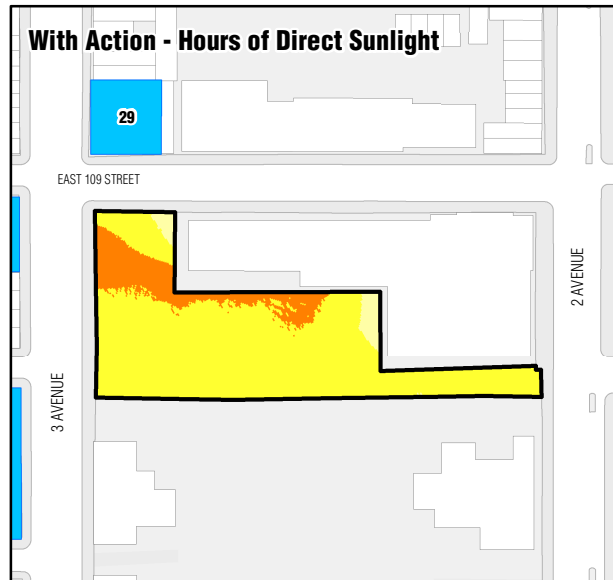 With Action - Hours of Direct Sunlight
29
EAST 109 STREET
2 AVENUE
3 AVENUE